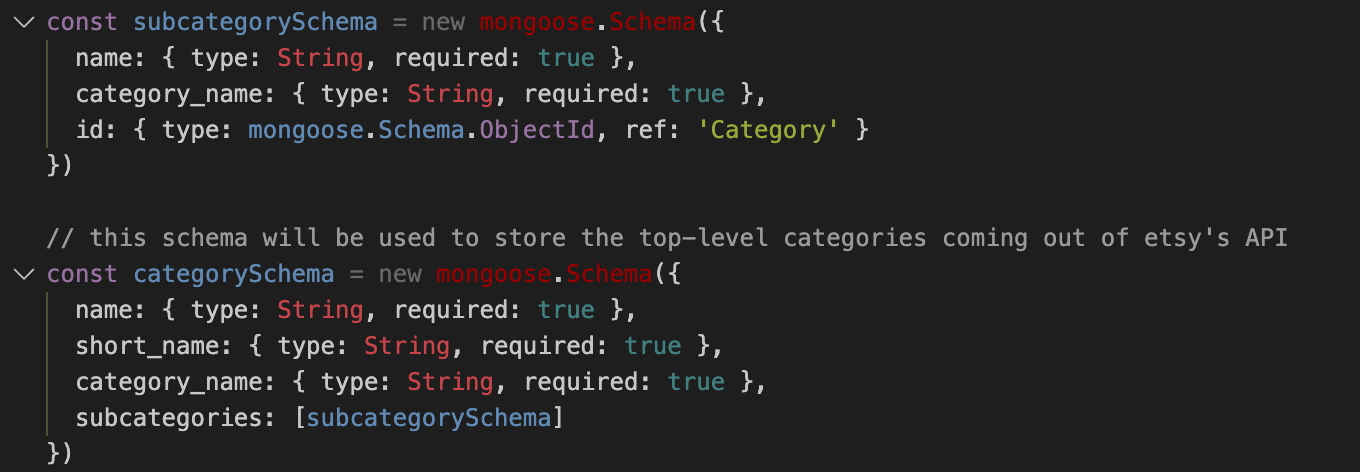 const subcategorySchema = new mongoose.Schema({
name: { type: String, required: true },
category_name: { type: String, required: true },
id: { type: mongoose.Schema.ObjectId, ref: 'Category' }
})
// this schema will be used to store the top-level categories coming out of etsy's API
const categorySchema = new mongoose.Schema({
name: { type: String, required: true },
short_name: { type: String, required: true },
category_name: { type: String, required: true },
subcategories: [subcategorySchema]
})